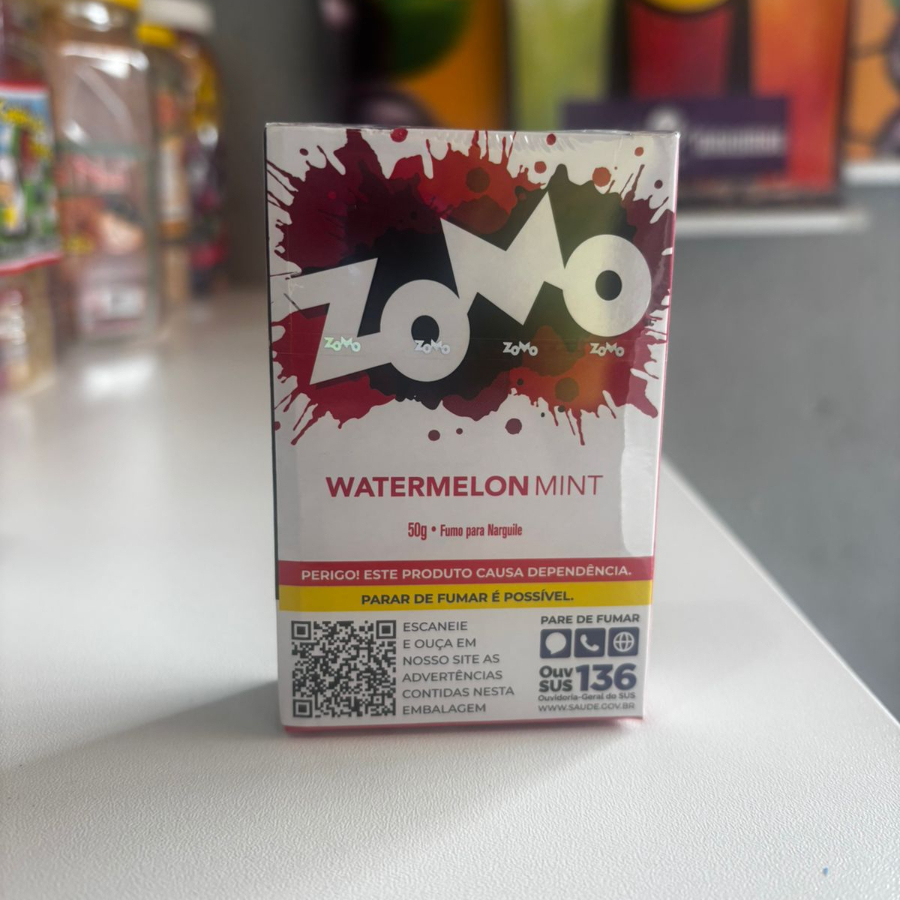 ZOMO
ZOMO ZOMO ZOMO ZOMO
WATERMELON MINT
50g • Fumo para Narguile
PERIGO! ESTE PRODUTO CAUSA DEPENDÊNCIA.
PARAR DE FUMAR É POSSÍVEL.
ESCANEIE
E OUÇA EM
NOSSO SITE AS
ADVERTÊNCIAS
CONTIDAS NESTA
EMBALAGEM
PARE DE FUMAR
Ouv
SUS 136
Ouvidoria-Geral do SUS
WWW.SAUDE.GOV.BR